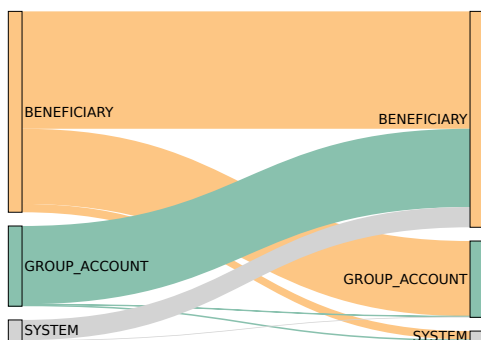 BENEFICIARY
BENEFICIARY
GROUP_ACCOUNT
GROUP_ACCOUNT
SYSTEM
SYSTEM